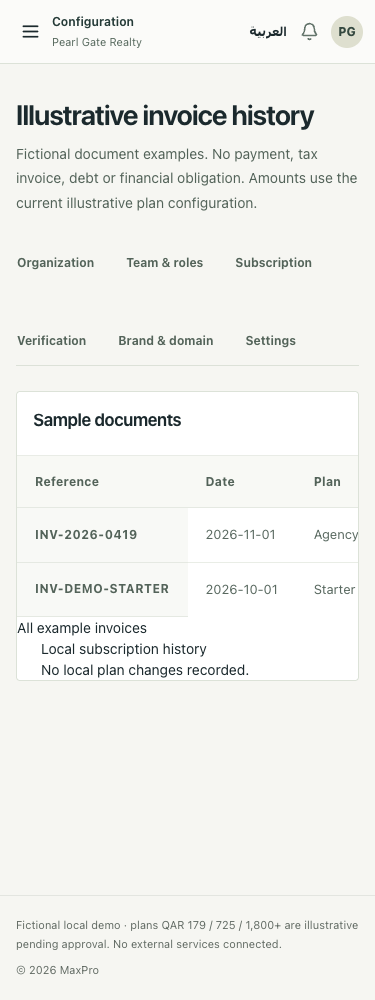 Configuration
Pearl Gate Realty
العربية
PG
Illustrative invoice history
Fictional document examples. No payment, tax
invoice, debt or financial obligation. Amounts use the
current illustrative plan configuration.
Organization Team & roles Subscription
Verification Brand & domain Settings
Sample documents
Reference Date Plan
INV-2026-0419 2026-11-01 Agency
INV-DEMO-STARTER 2026-10-01 Starter
All example invoices
Local subscription history
No local plan changes recorded.
Fictional local demo · plans QAR 179 / 725 / 1,800+ are illustrative
pending approval. No external services connected.
© 2026 MaxPro